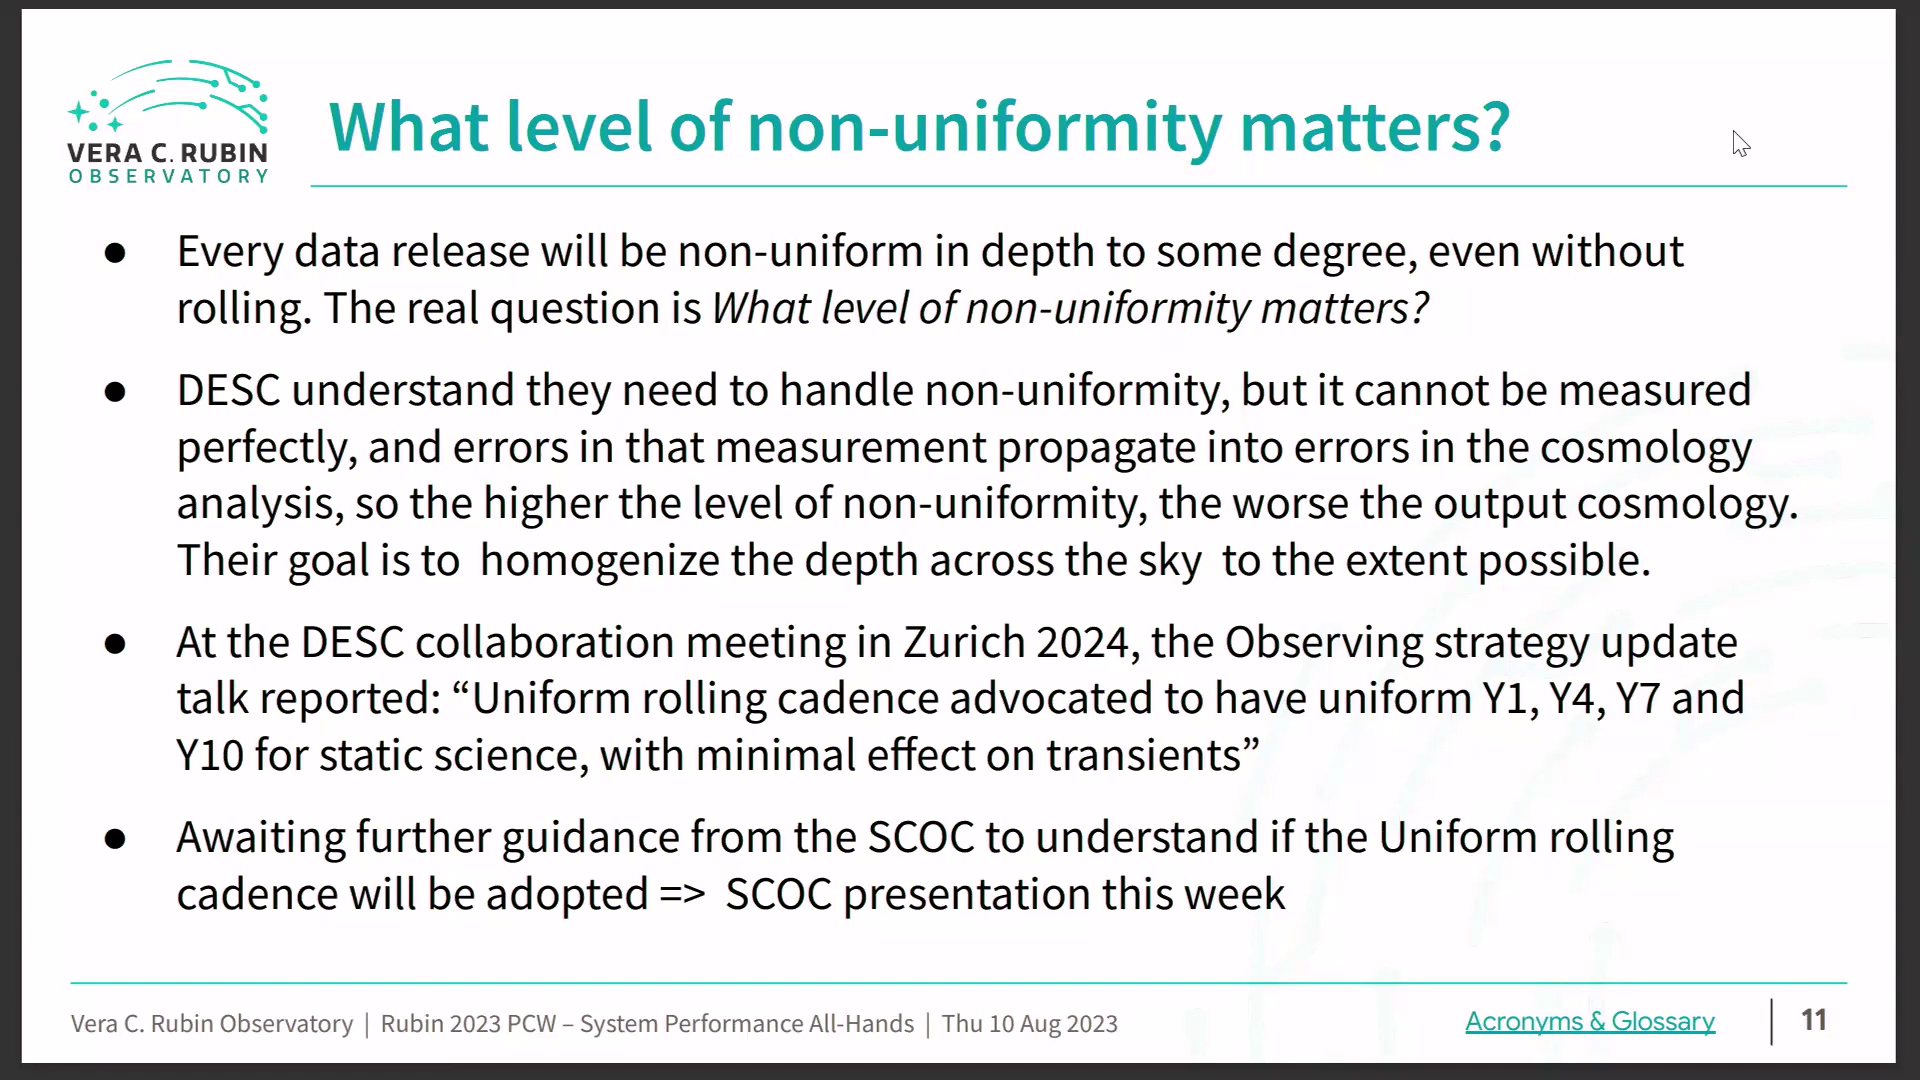 VERA C. RUBIN
OBSERVATORY
What level of non-uniformity matters?
● Every data release will be non-uniform in depth to some degree, even without
rolling. The real question is What level of non-uniformity matters?
● DESC understand they need to handle non-uniformity, but it cannot be measured
perfectly, and errors in that measurement propagate into errors in the cosmology
analysis, so the higher the level of non-uniformity, the worse the output cosmology.
Their goal is to homogenize the depth across the sky to the extent possible.
● At the DESC collaboration meeting in Zurich 2024, the Observing strategy update
talk reported: “Uniform rolling cadence advocated to have uniform Y1, Y4, Y7 and
Y10 for static science, with minimal effect on transients”
● Awaiting further guidance from the SCOC to understand if the Uniform rolling
cadence will be adopted => SCOC presentation this week
Vera C. Rubin Observatory | Rubin 2023 PCW – System Performance All-Hands | Thu 10 Aug 2023
Acronyms & Glossary | 11